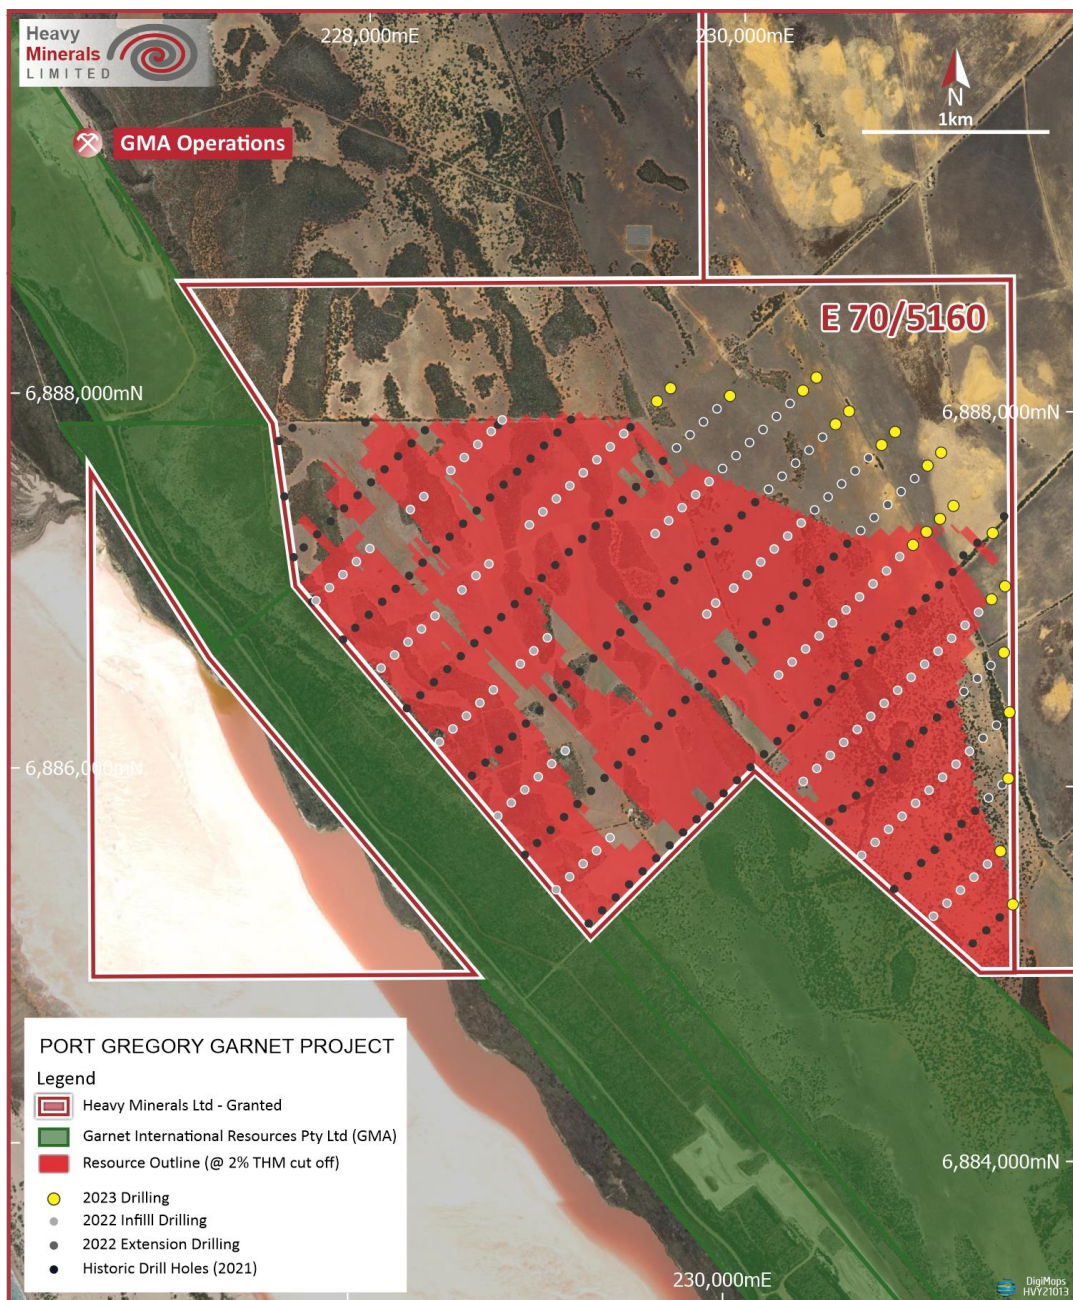 Heavy
Minerals
LIMITED
228,000mE
230,000mE
N
1km
GMA Operations
E 70/5160
6,888,000mN
6,888,000mN
6,886,000mN
6,884,000mN
230,000mE
PORT GREGORY GARNET PROJECT
Legend
Heavy Minerals Ltd - Granted
Garnet International Resources Pty Ltd (GMA)
Resource Outline (@ 2% THM cut off)
2023 Drilling
2022 Infilll Drilling
2022 Extension Drilling
Historic Drill Holes (2021)
DigiMaps
HVY21013